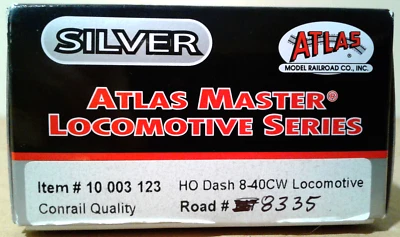 SILVER
ATLAS®
MODEL RAILROAD CO., INC.
ATLAS MASTER®
LOCOMOTIVE SERIES
Item # 10 003 123 HO Dash 8-40CW Locomotive
Conrail Quality Road # 8335